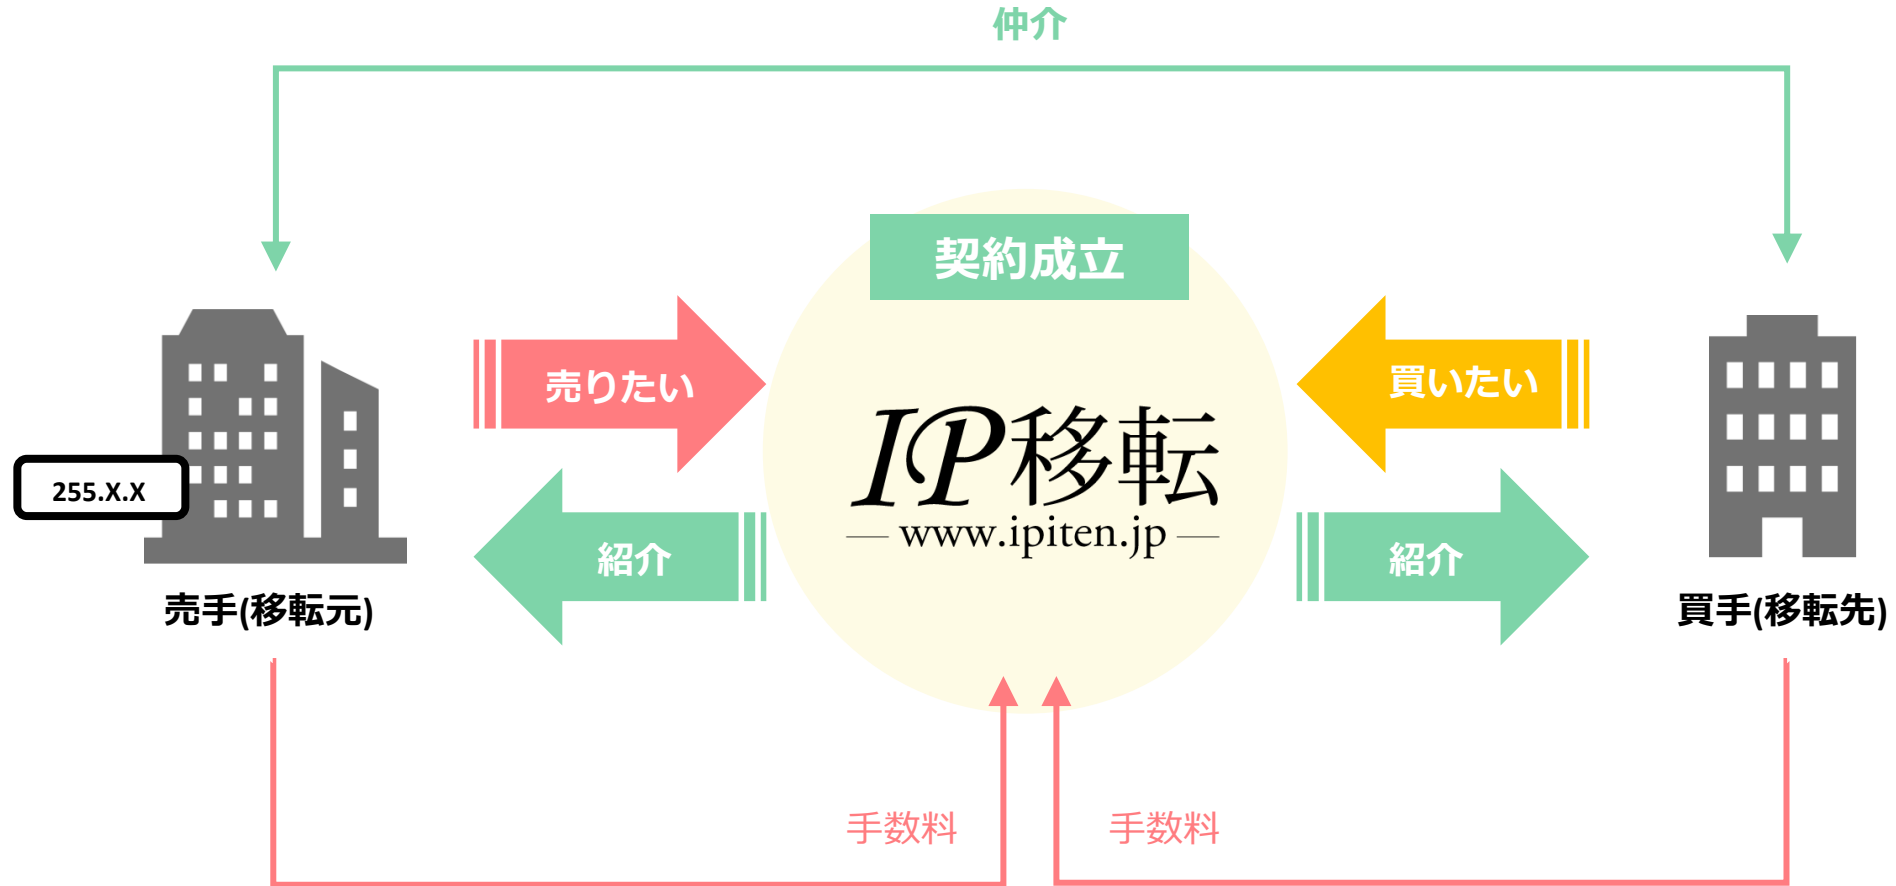 仲介
契約成立
売りたい
買いたい
IP移転
www.ipiten.jp
255.X.X
紹介
紹介
売手(移転元)
買手(移転先)
手数料
手数料